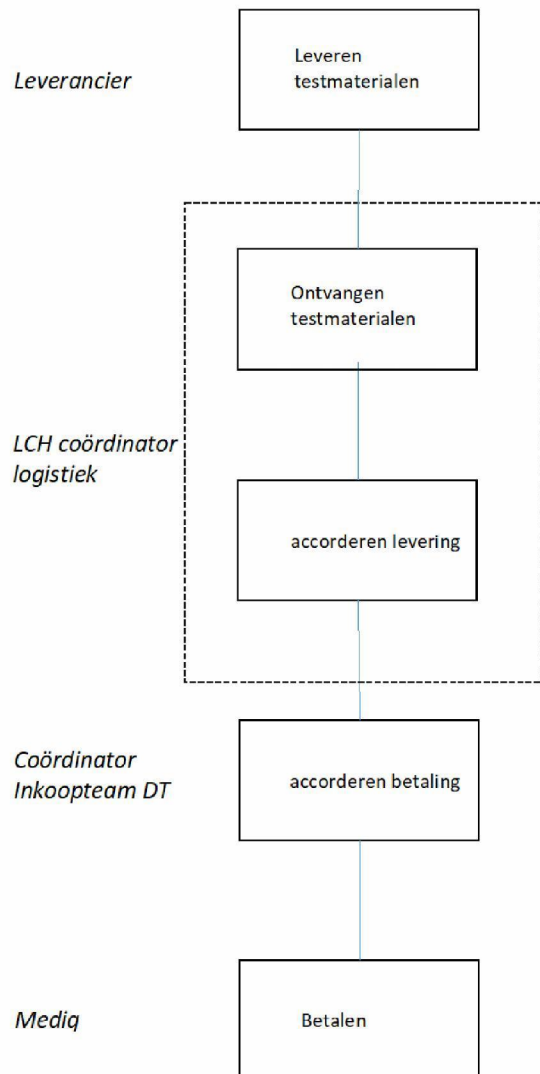 Leverancier
Leveren
testmaterialen
Ontvangen
testmaterialen
LCH coördinator
logistiek
accorderen levering
Coördinator
Inkoopteam DT
accorderen betaling
Mediq
Betalen